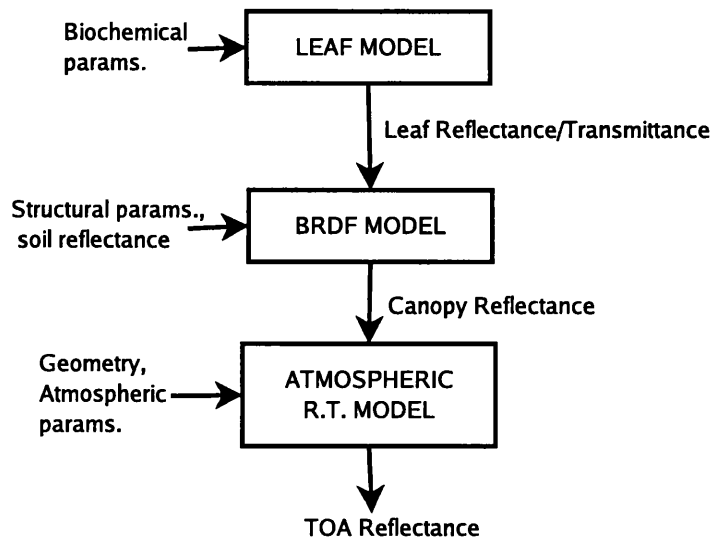 Biochemical
params.
LEAF MODEL
Leaf Reflectance/Transmittance
Structural params.,
soil reflectance
BRDF MODEL
Canopy Reflectance
Geometry,
Atmospheric
params.
ATMOSPHERIC
R.T. MODEL
TOA Reflectance